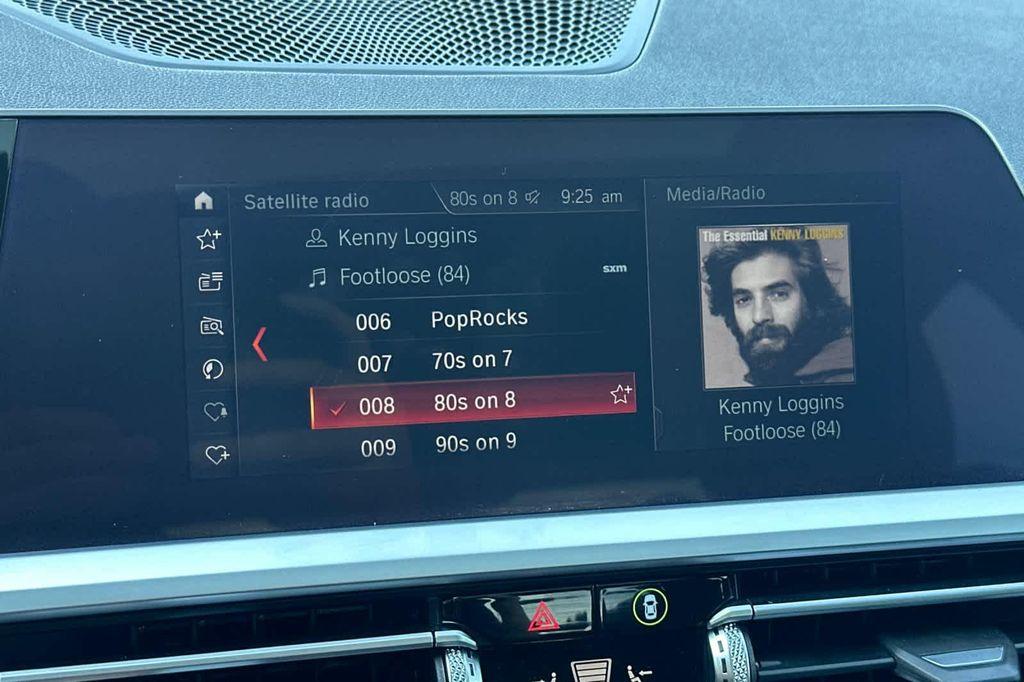 Satellite radio
80s on 8
9:25 am
Kenny Loggins
Footloose (84)
sxm
006 PopRocks
007 70s on 7
008 80s on 8
009 90s on 9
Media/Radio
The Essential KENNY LOGGINS
Kenny Loggins
Footloose (84)